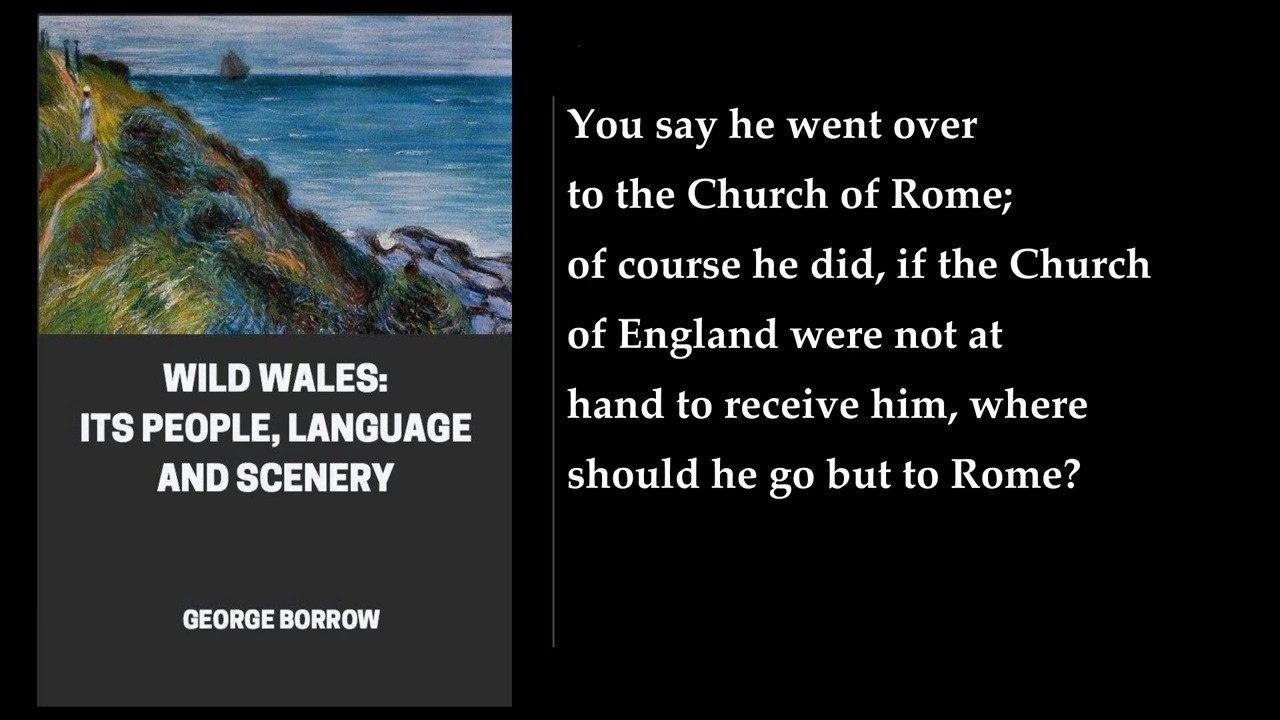 WILD WALES:
ITS PEOPLE, LANGUAGE
AND SCENERY
GEORGE BORROW
You say he went over
to the Church of Rome;
of course he did, if the Church
of England were not at
hand to receive him, where
should he go but to Rome?